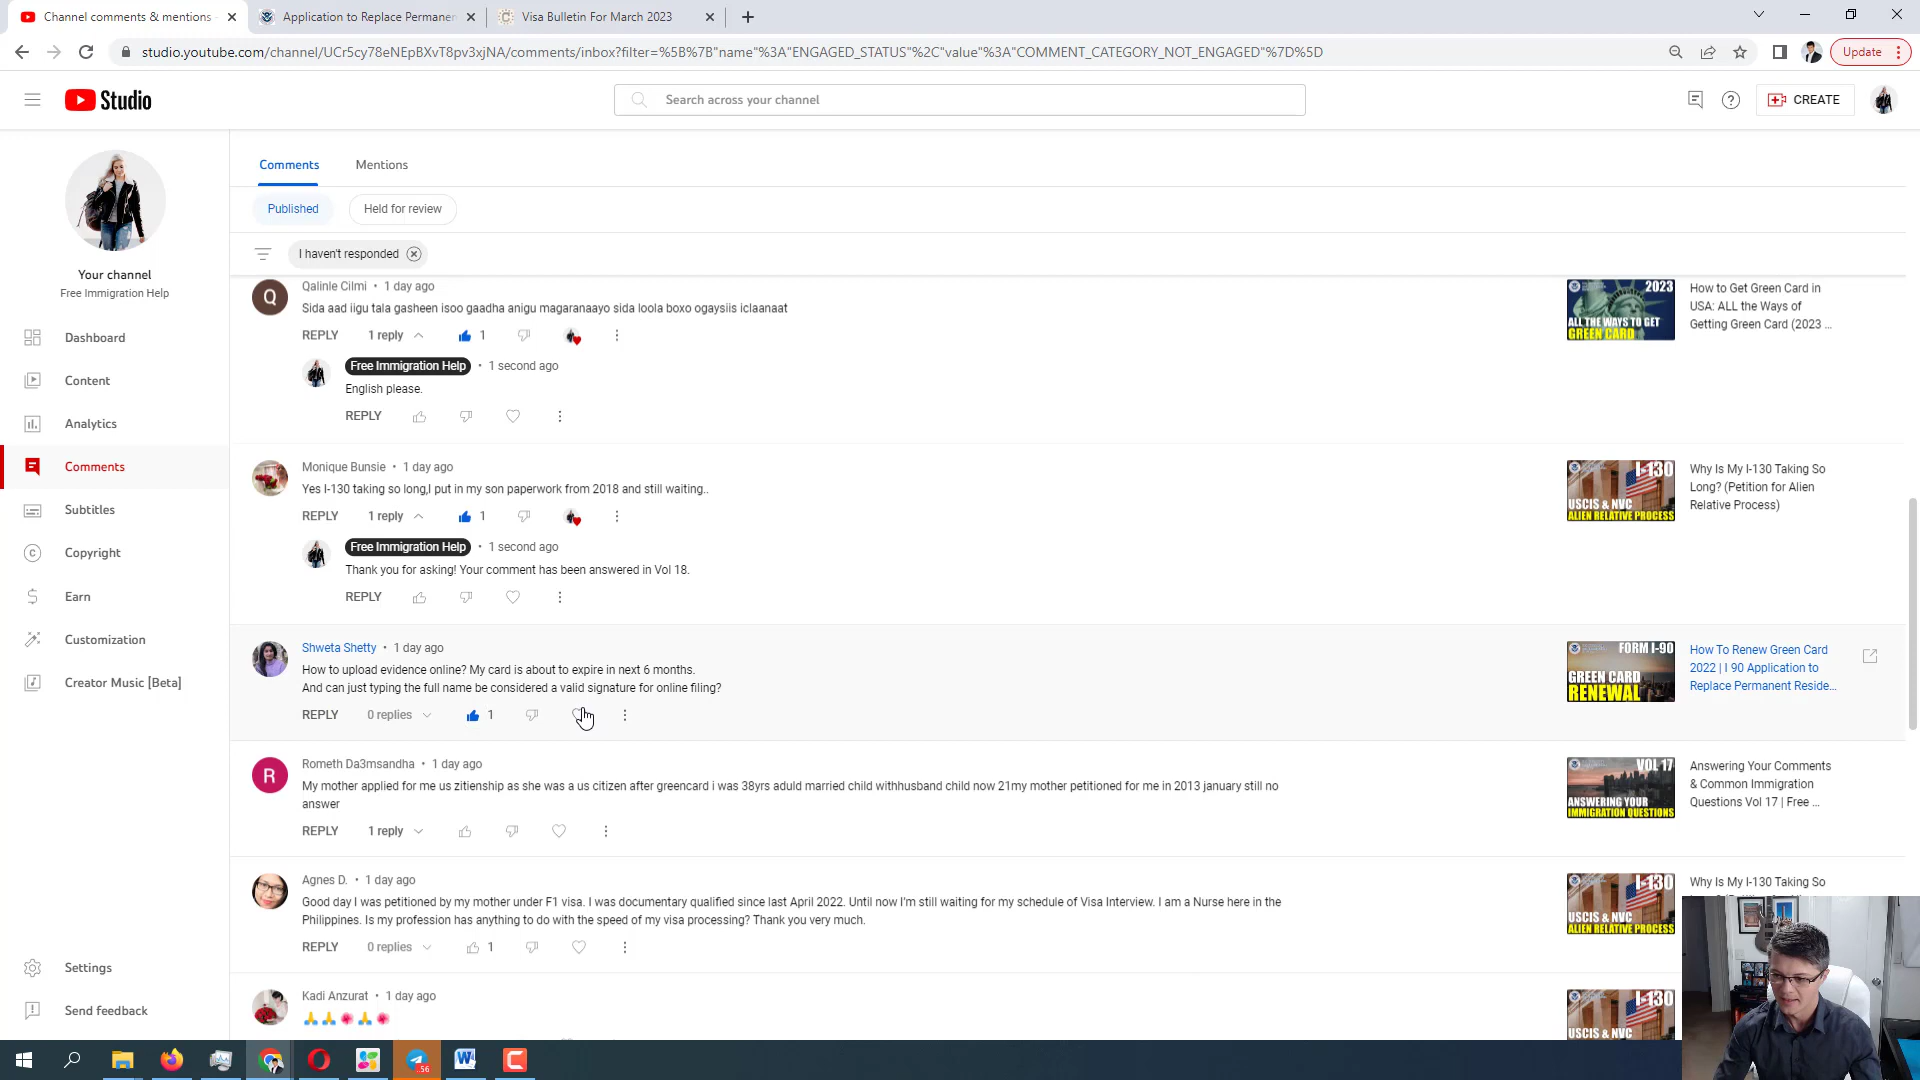 Channel comments & mentions
Application to Replace Permanen
Visa Bulletin For March 2023
studio.youtube.com/channel/UCr5cy78eNEpBXvT8pv3xjNA/comments/inbox?filter=%5B%7B"name"%3A"ENGAGED_STATUS"%2C"value"%3A"COMMENT_CATEGORY_NOT_ENGAGED"%7D%5D
Update
Studio
Search across your channel
CREATE
Your channel
Free Immigration Help
Dashboard
Content
Analytics
Comments
Subtitles
Copyright
Earn
Customization
Creator Music [Beta]
Settings
Send feedback
Comments
Mentions
Published
Held for review
I haven't responded
Qalinle Cilmi • 1 day ago
Sida aad iigu tala gasheen isoo gaadha anigu magaranaayo sida loola boxo ogaysiis iclaanaat
REPLY 1 reply 1
Free Immigration Help • 1 second ago
English please.
REPLY
2023
ALL THE WAYS TO GET
GREEN CARD
How to Get Green Card in
USA: ALL the Ways of
Getting Green Card (2023 ...
Monique Bunsie • 1 day ago
Yes I-130 taking so long,I put in my son paperwork from 2018 and still waiting..
REPLY 1 reply 1
Free Immigration Help • 1 second ago
Thank you for asking! Your comment has been answered in Vol 18.
REPLY
I-130
USCIS & NVC
ALIEN RELATIVE PROCESS
Why Is My I-130 Taking So
Long? (Petition for Alien
Relative Process)
Shweta Shetty • 1 day ago
How to upload evidence online? My card is about to expire in next 6 months.
And can just typing the full name be considered a valid signature for online filing?
REPLY 0 replies 1
FORM I-90
GREEN CARD
RENEWAL
How To Renew Green Card
2022 | I 90 Application to
Replace Permanent Reside...
R
Rometh Da3msandha • 1 day ago
My mother applied for me us zitienship as she was a us citizen after greencard i was 38yrs aduld married child withhusband child now 21my mother petitioned for me in 2013 january still no
answer
REPLY 1 reply
VOL 17
ANSWERING YOUR
IMMIGRATION QUESTIONS
Answering Your Comments
& Common Immigration
Questions Vol 17 | Free ...
Agnes D. • 1 day ago
Good day I was petitioned by my mother under F1 visa. I was documentary qualified since last April 2022. Until now I'm still waiting for my schedule of Visa Interview. I am a Nurse here in the
Philippines. Is my profession has anything to do with the speed of my visa processing? Thank you very much.
REPLY 0 replies 1
I-130
USCIS & NVC
ALIEN RELATIVE PROCESS
Why Is My I-130 Taking So
Kadi Anzurat • 1 day ago
🙏🙏🌺🙏🌺
I-130
USCIS & NVC
Q
56